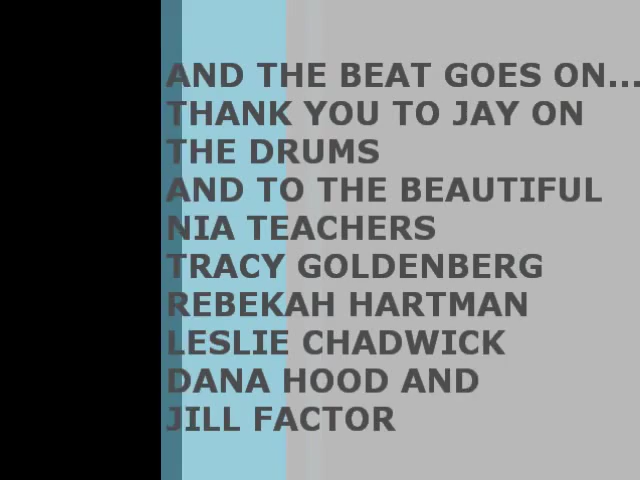 AND THE BEAT GOES ON...
THANK YOU TO JAY ON
THE DRUMS
AND TO THE BEAUTIFUL
NIA TEACHERS
TRACY GOLDENBERG
REBEKAH HARTMAN
LESLIE CHADWICK
DANA HOOD AND
JILL FACTOR